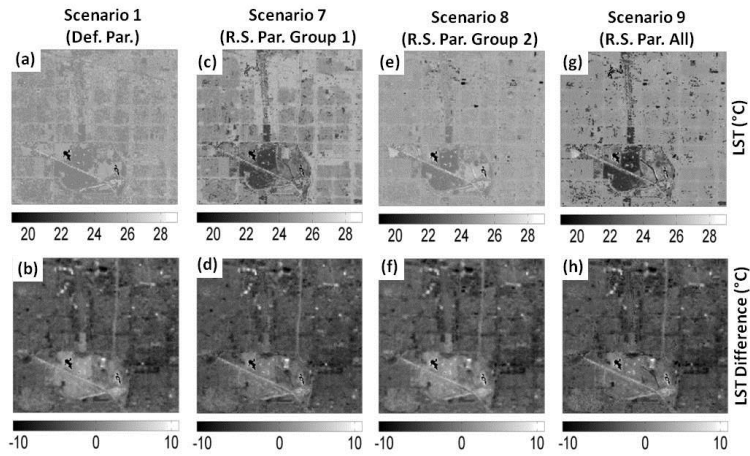 Scenario 1
(Def. Par.)
Scenario 7
(R.S. Par. Group 1)
Scenario 8
(R.S. Par. Group 2)
Scenario 9
(R.S. Par. All)
(a)
(c)
(e)
(g)
LST (°C)
20 22 24 26 28
20 22 24 26 28
20 22 24 26 28
20 22 24 26 28
(b)
(d)
(f)
(h)
LST Difference (°C)
-10 0 10
-10 0 10
-10 0 10
-10 0 10